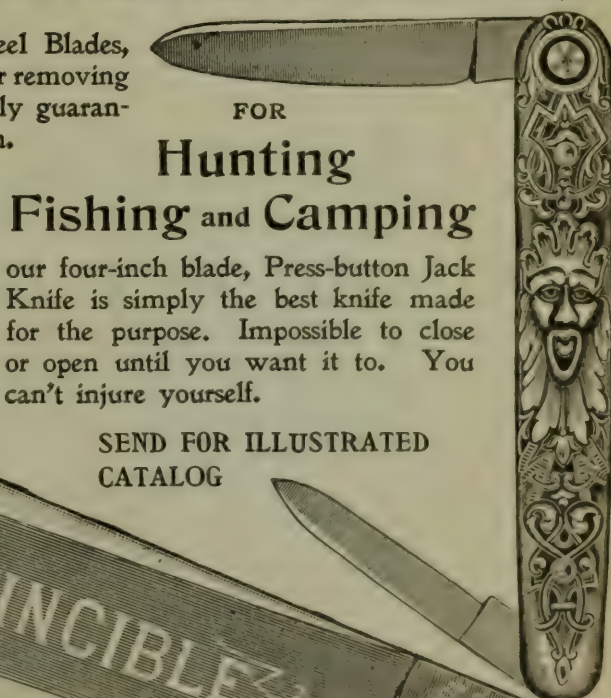 eel Blades,
r removing
ly guaran-
n.
FOR
Hunting
Fishing and Camping
our four-inch blade, Press-button Jack
Knife is simply the best knife made
for the purpose. Impossible to close
or open until you want it to. You
can't injure yourself.
SEND FOR ILLUSTRATED
CATALOG
INCIBLE